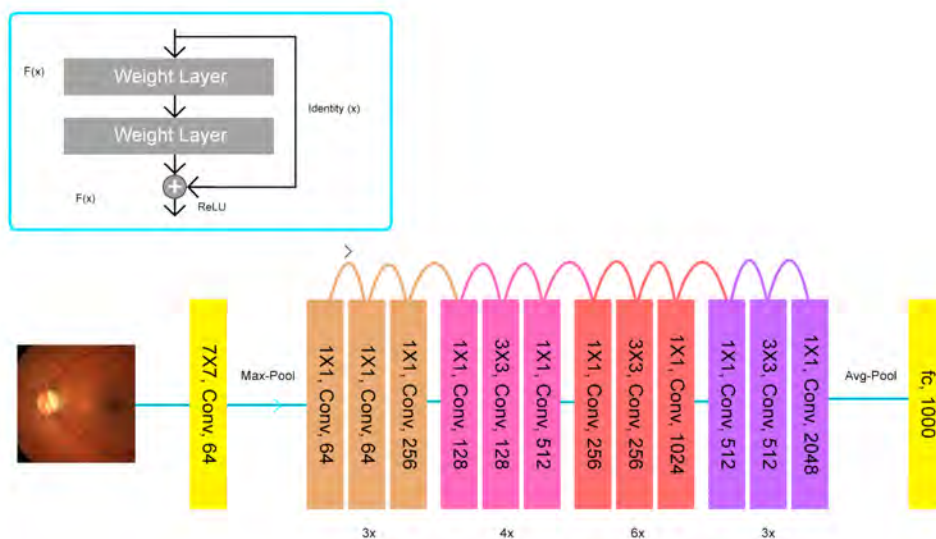 F(x)
Weight Layer
Identity (x)
Weight Layer
F(x)
ReLU
7X7, Conv, 64
Max-Pool
1X1, Conv, 64
1X1, Conv, 64
1X1, Conv, 256
1X1, Conv, 128
3X3, Conv, 128
1X1, Conv, 512
1X1, Conv, 256
3X3, Conv, 256
1X1, Conv, 1024
1X1, Conv, 512
3X3, Conv, 512
1X1, Conv, 2048
Avg-Pool
fc, 1000
3x
4x
6x
3x